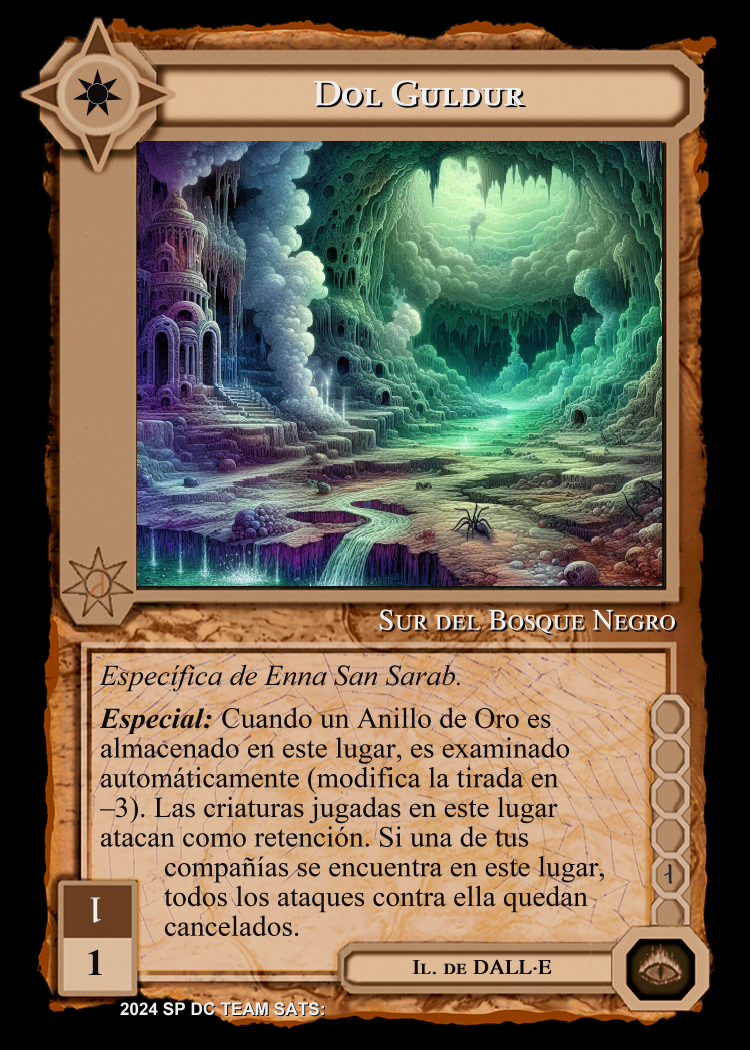 Dol Guldur
Sur del Bosque Negro
Específica de Enna San Sarab.
Especial: Cuando un Anillo de Oro es
almacenado en este lugar, es examinado
automáticamente (modifica la tirada en
–3). Las criaturas jugadas en este lugar
atacan como retención. Si una de tus
compañías se encuentra en este lugar,
todos los ataques contra ella quedan
cancelados.
1
Il. de DALL·E
2024 SP DC TEAM SATS: